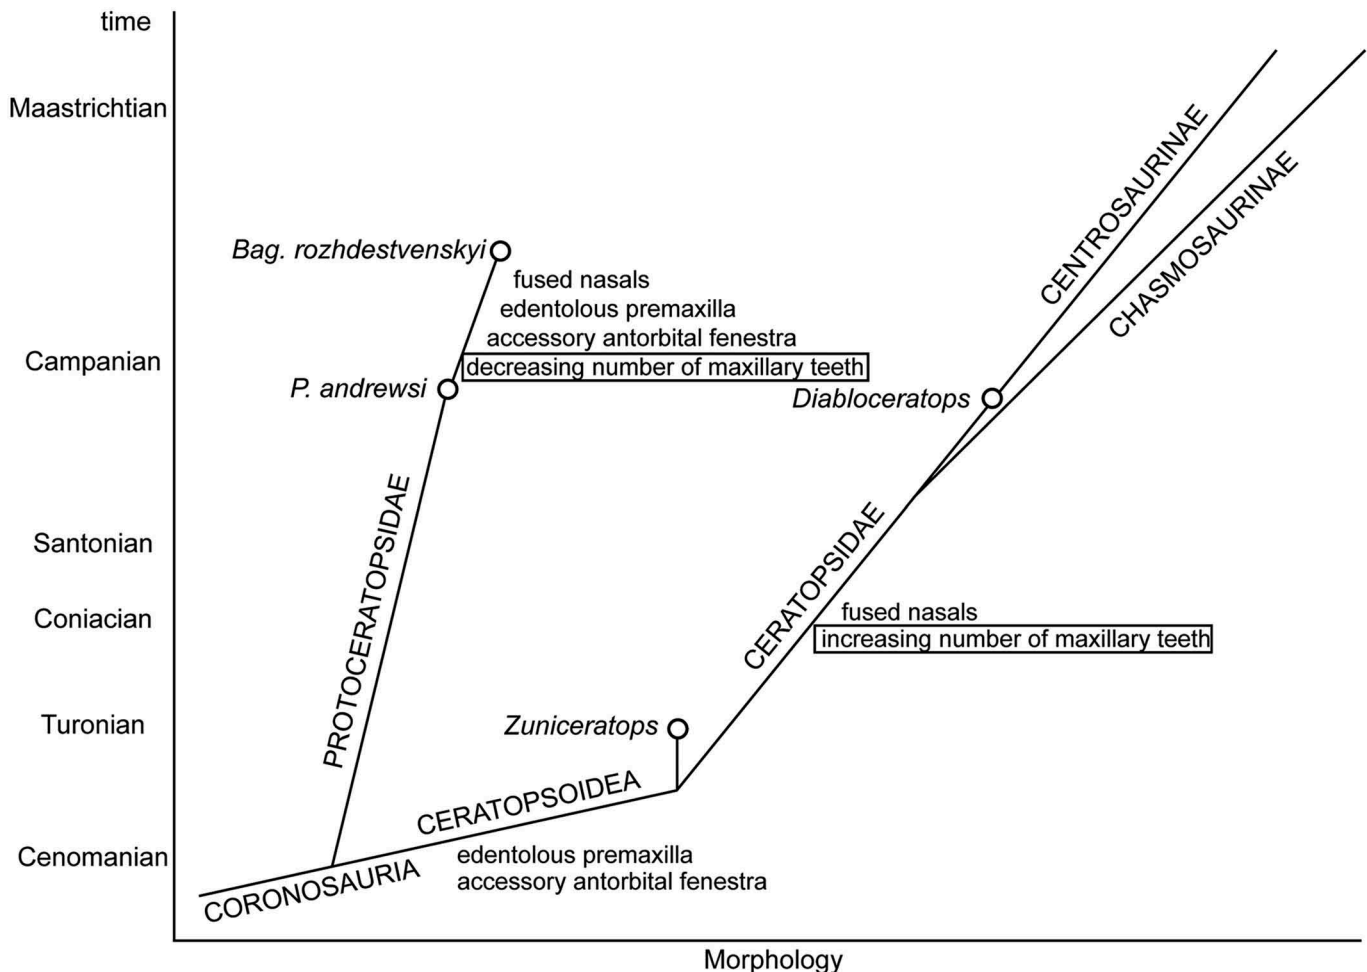 time
Maastrichtian
CENTROSAURINAE
CHASMOSAURINAE
Bag. rozhdestvenskyi
fused nasals
edentolous premaxilla
accessory antorbital fenestra
decreasing number of maxillary teeth
Campanian
P. andrewsi
Diabloceratops
PROTOCERATOPSIDAE
CERATOPSIDAE
Santonian
Coniacian
fused nasals
increasing number of maxillary teeth
Turonian
Zuniceratops
CERATOPSOIDEA
Cenomanian
edentolous premaxilla
accessory antorbital fenestra
CORONOSAURIA
Morphology